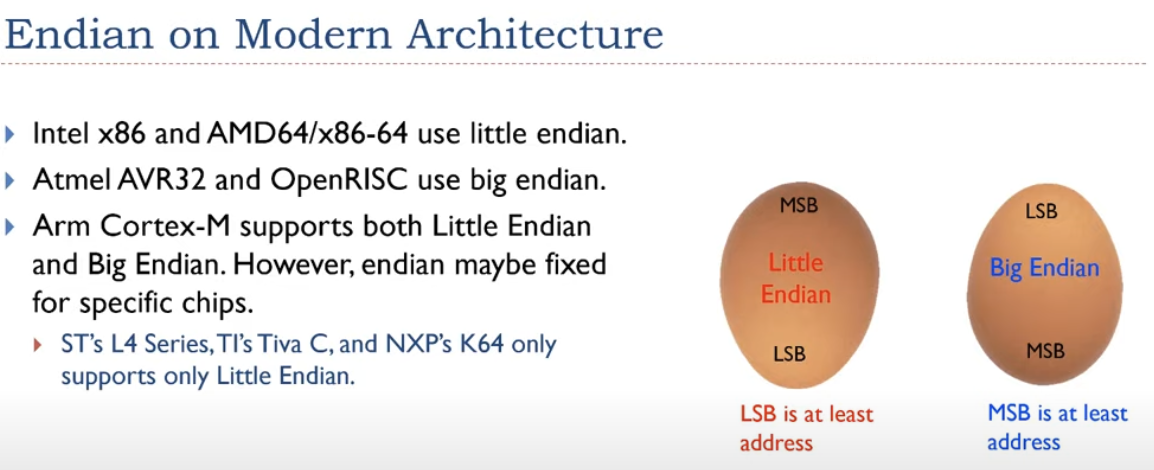 Endian on Modern Architecture
Intel x86 and AMD64/x86-64 use little endian.
Atmel AVR32 and OpenRISC use big endian.
Arm Cortex-M supports both Little Endian
and Big Endian. However, endian maybe fixed
for specific chips.
ST's L4 Series, TI's Tiva C, and NXP's K64 only
supports only Little Endian.
MSB
Little
Endian
LSB
LSB is at least
address
LSB
Big Endian
MSB
MSB is at least
address